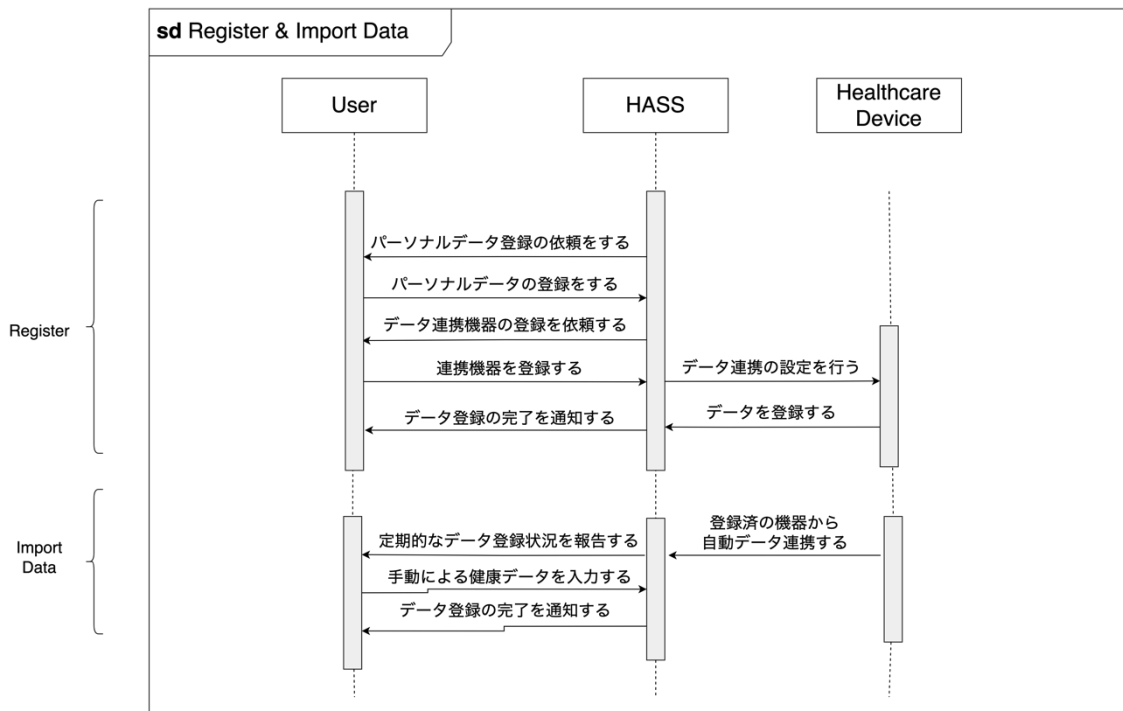 sd Register & Import Data
User
HASS
Healthcare
Device
Register
パーソナルデータ登録の依頼をする
パーソナルデータの登録をする
データ連携機器の登録を依頼する
連携機器を登録する
データ連携の設定を行う
データ登録の完了を通知する
データを登録する
Import
Data
登録済の機器から
自動データ連携する
定期的なデータ登録状況を報告する
手動による健康データを入力する
データ登録の完了を通知する